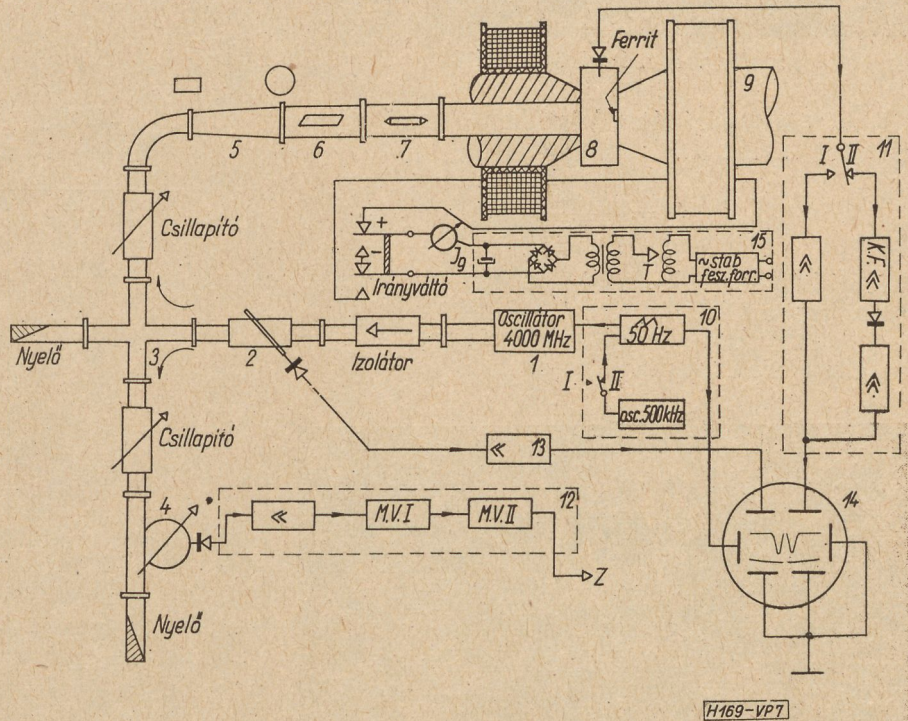 Ferrit
9
8
5
6
7
I II
11
Csillapító
+
-
Irányváltó
Jg
T
15
~stab
fesz.forr.
K.F.
Nyelő
3
2
Izolátor
Oscillátor
4000 MHz
1
50 Hz
10
I II
osc.500kHz
Csillapító
13
4
M.V.I
M.V.II
12
Z
14
Nyelő
H169-VP7